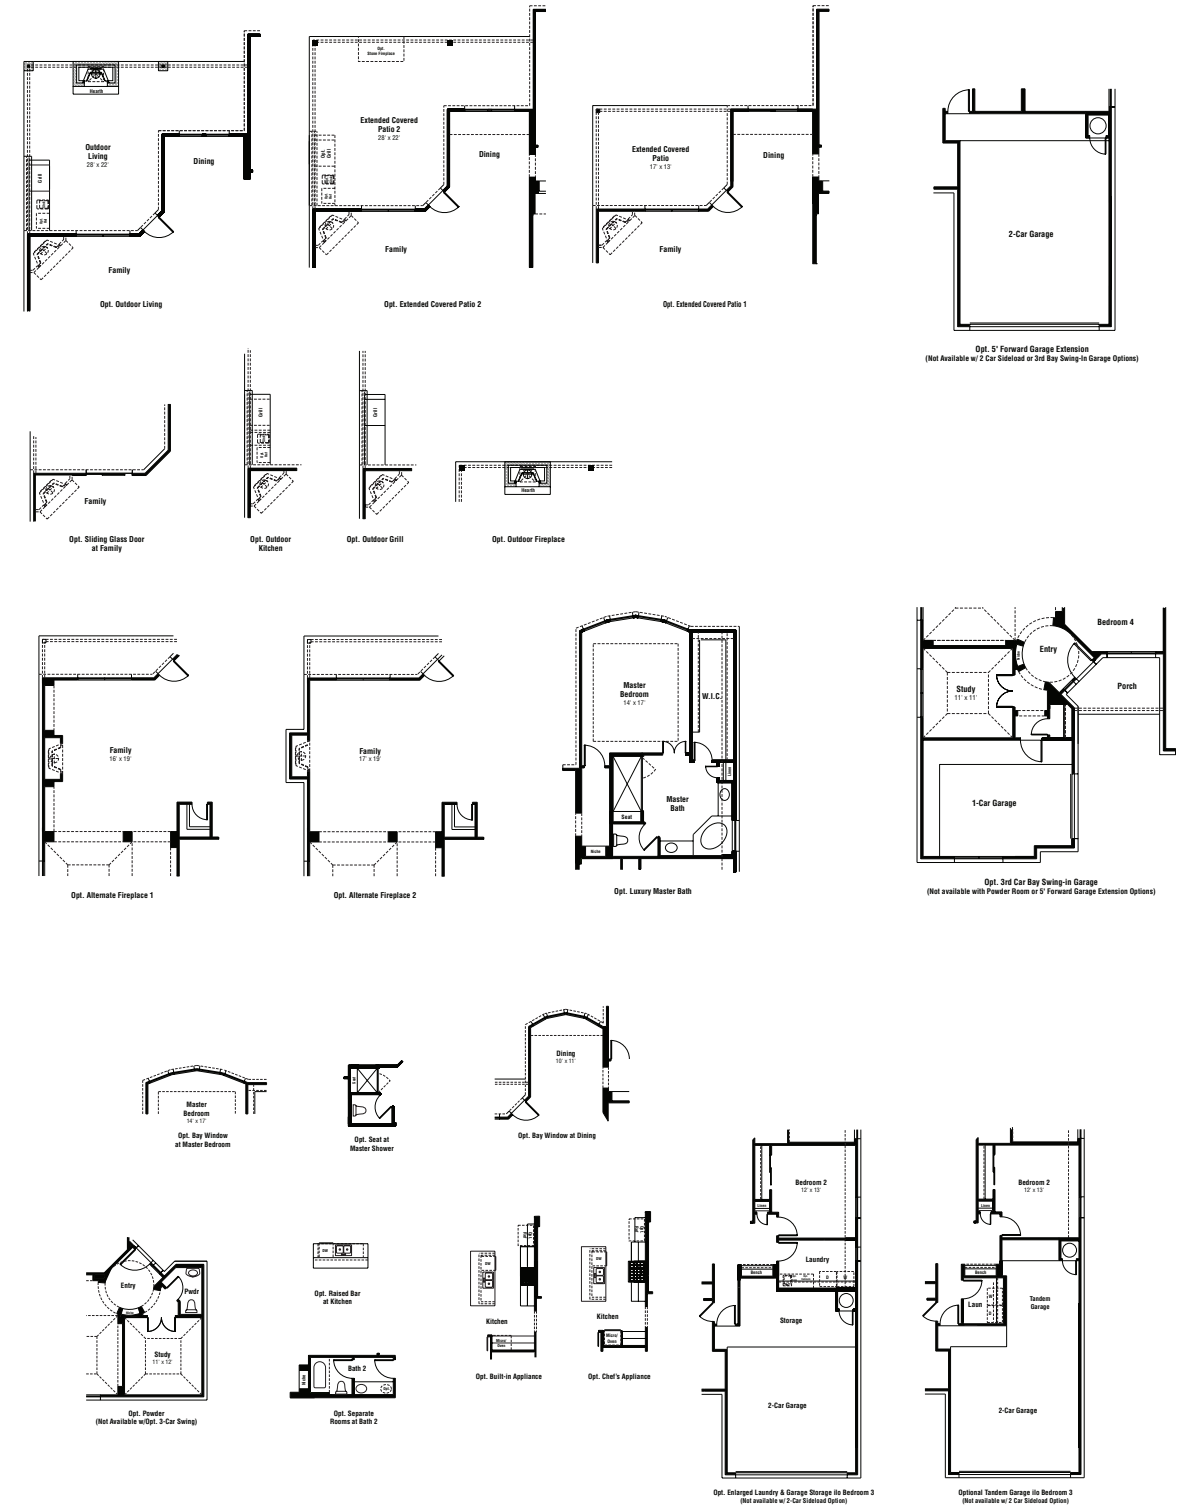 Hearth
Outdoor
Living
28' x 22'
Dining
Grill
Family
Opt. Outdoor Living
Opt.
Stone Fireplace
Extended Covered
Patio 2
28' x 22'
Opt.
Grill
Dining
Family
Opt. Extended Covered Patio 2
Extended Covered
Patio
17' x 13'
Dining
Family
Opt. Extended Covered Patio 1
2-Car Garage
Opt. 5' Forward Garage Extension
(Not Available w/ 2 Car Sideload or 3rd Bay Swing-In Garage Options)
Family
Opt. Sliding Glass Door
at Family
Grill
Opt. Outdoor
Kitchen
Grill
Opt. Outdoor Grill
Hearth
Opt. Outdoor Fireplace
Family
16' x 19'
Opt. Alternate Fireplace 1
Family
17' x 19'
Opt. Alternate Fireplace 2
Master
Bedroom
14' x 17'
W.I.C.
Linen
Master
Bath
Seat
Niche
Opt. Luxury Master Bath
Bedroom 4
Entry
Study
11' x 11'
Porch
1-Car Garage
Opt. 3rd Car Bay Swing-in Garage
(Not available with Powder Room or 5' Forward Garage Extension Options)
Master
Bedroom
14' x 17'
Opt. Bay Window
at Master Bedroom
Seat
Opt. Seat at
Master Shower
Dining
10' x 11'
Opt. Bay Window at Dining
Entry
Pwdr
Study
11' x 12'
Opt. Powder
(Not Available w/Opt. 3-Car Swing)
DW
Opt. Raised Bar
at Kitchen
Niche
Bath 2
Opt. Separate
Rooms at Bath 2
DW
Kitchen
Micro/
Oven
Opt. Built-in Appliance
DW
Kitchen
Micro/
Oven
Opt. Chef's Appliance
Bedroom 2
12' x 13'
Linen
Laundry
Bench
D
W
Storage
2-Car Garage
Opt. Enlarged Laundry & Garage Storage ilo Bedroom 3
(Not available w/ 2-Car Sideload Option)
Bedroom 2
12' x 13'
Linen
Bench
Laun
W
D
Tandem
Garage
2-Car Garage
Optional Tandem Garage ilo Bedroom 3
(Not available w/ 2 Car Sideload Option)